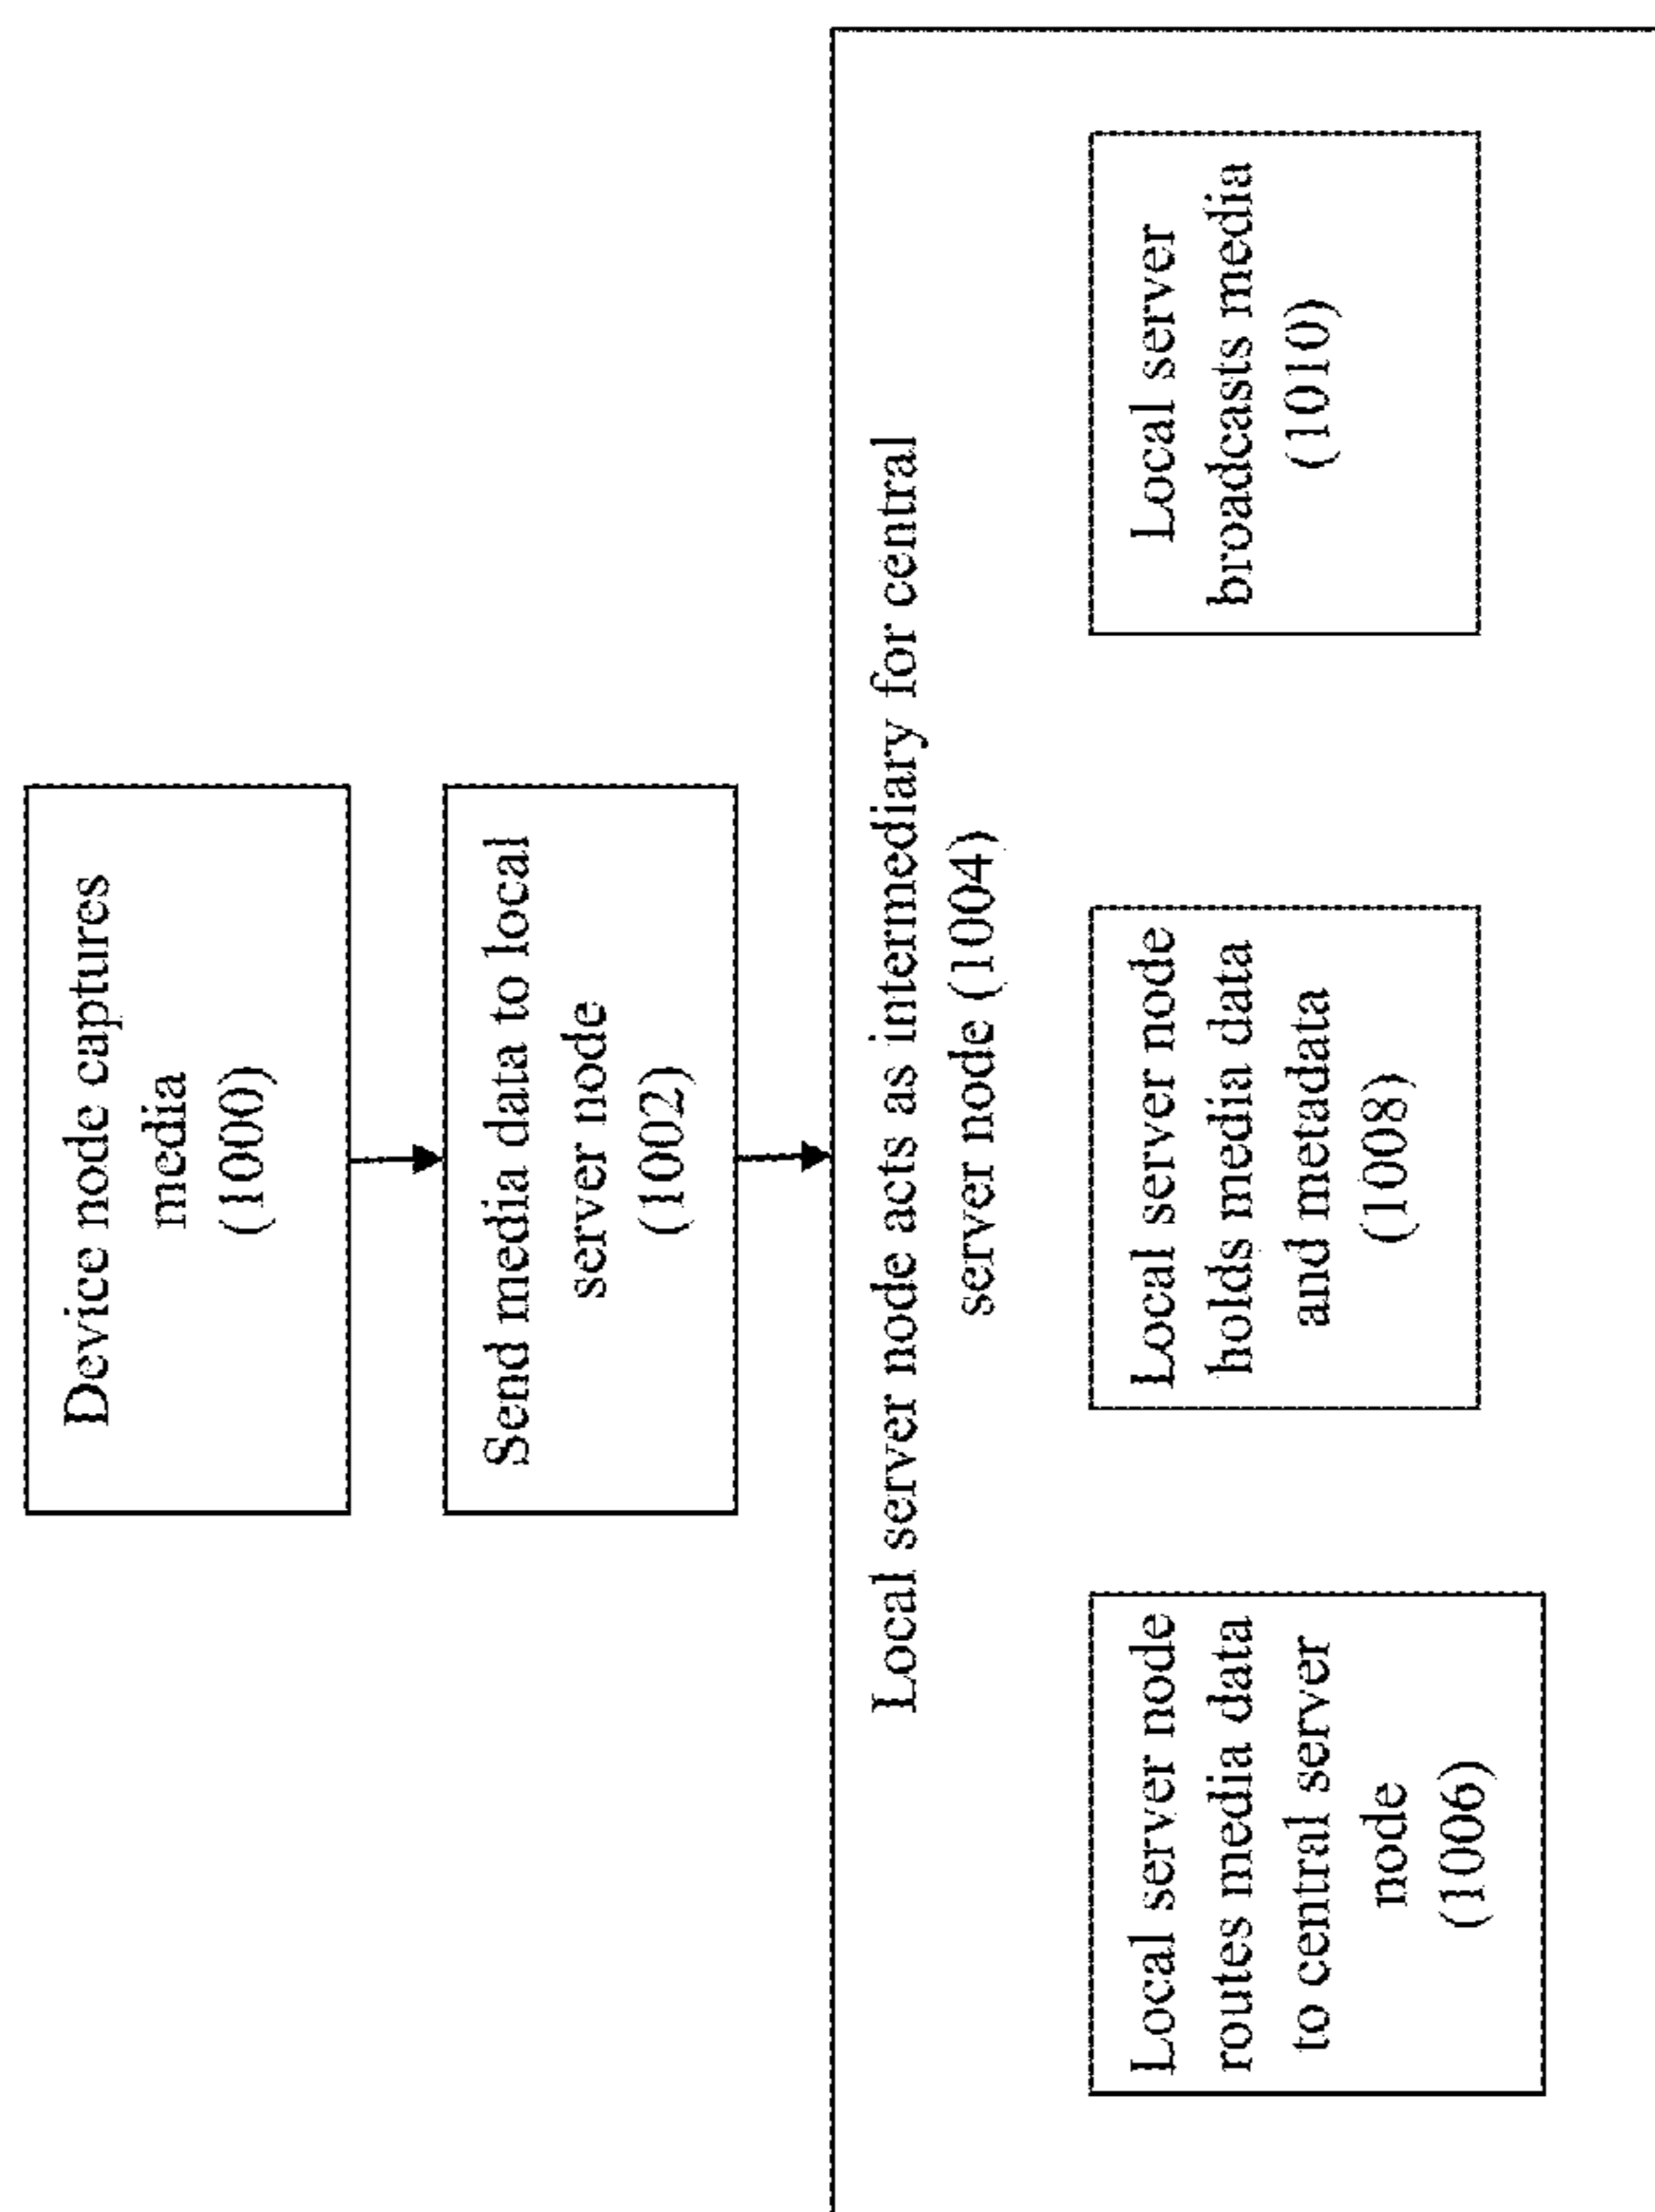 Device node captures
media
(1000)
Send media data to local
server node
(1002)
Local server node acts as intermediary for central
server node (1004)
Local server node
routes media data
to central server
node
(1006)
Local server node
holds media data
and metadata
(1008)
Local server
broadcasts media
(1010)